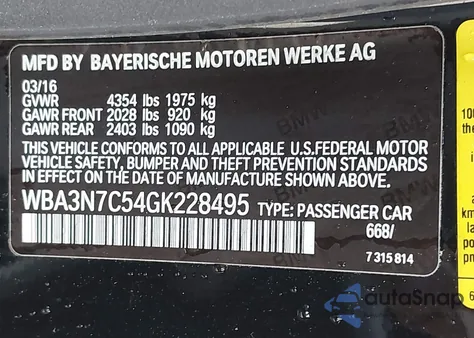 MFD BY BAYERISCHE MOTOREN WERKE AG
03/16
GVWR 4354 lbs 1975 kg
GAWR FRONT 2028 lbs 920 kg
GAWR REAR 2403 lbs 1090 kg
THIS VEHICLE CONFORMS TO ALL APPLICABLE U.S.FEDERAL MOTOR
VEHICLE SAFETY, BUMPER AND THEFT PREVENTION STANDARDS
IN EFFECT ON THE DATE OF MANUFACTURE SHOWN ABOVE.
WBA3N7C54GK228495 TYPE: PASSENGER CAR
668/
7 315 814
autoSnap